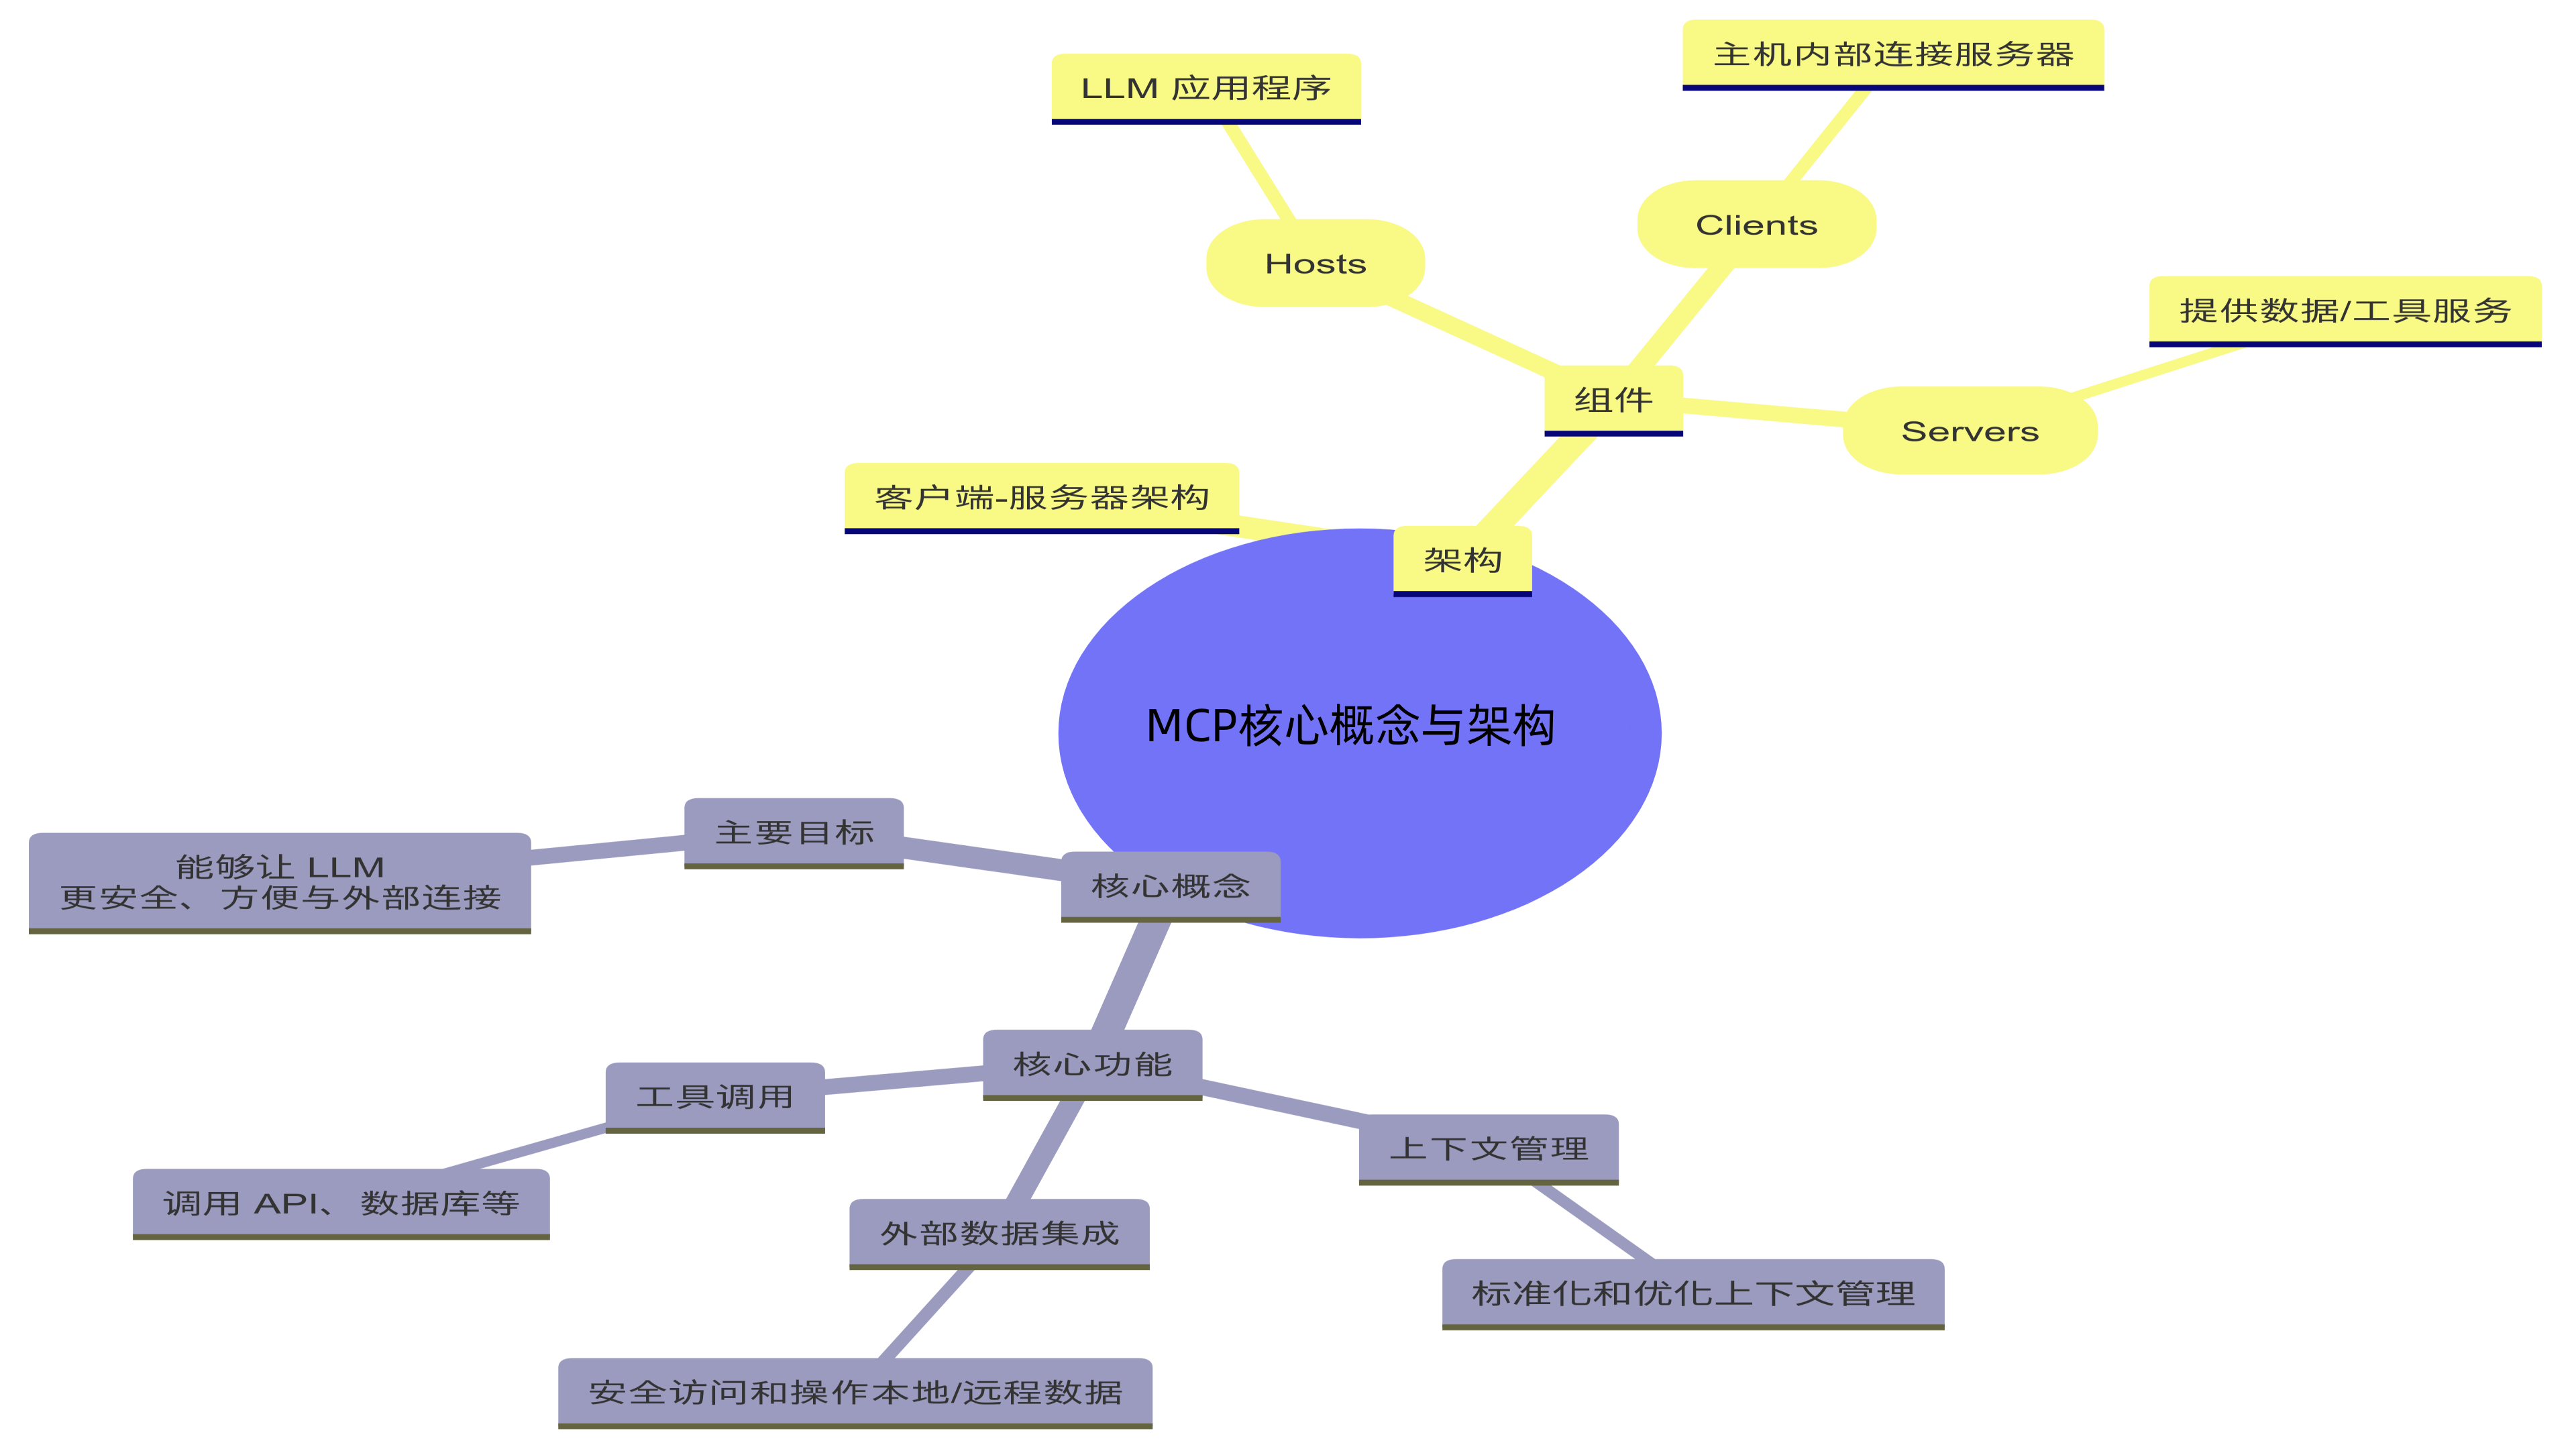 主机内部连接服务器
LLM 应用程序
Clients
Hosts
提供数据/工具服务
组件
Servers
客户端-服务器架构
架构
MCP核心概念与架构
主要目标
能够让 LLM
更安全、方便与外部连接
核心概念
核心功能
工具调用
上下文管理
调用 API、数据库等
外部数据集成
标准化和优化上下文管理
安全访问和操作本地/远程数据